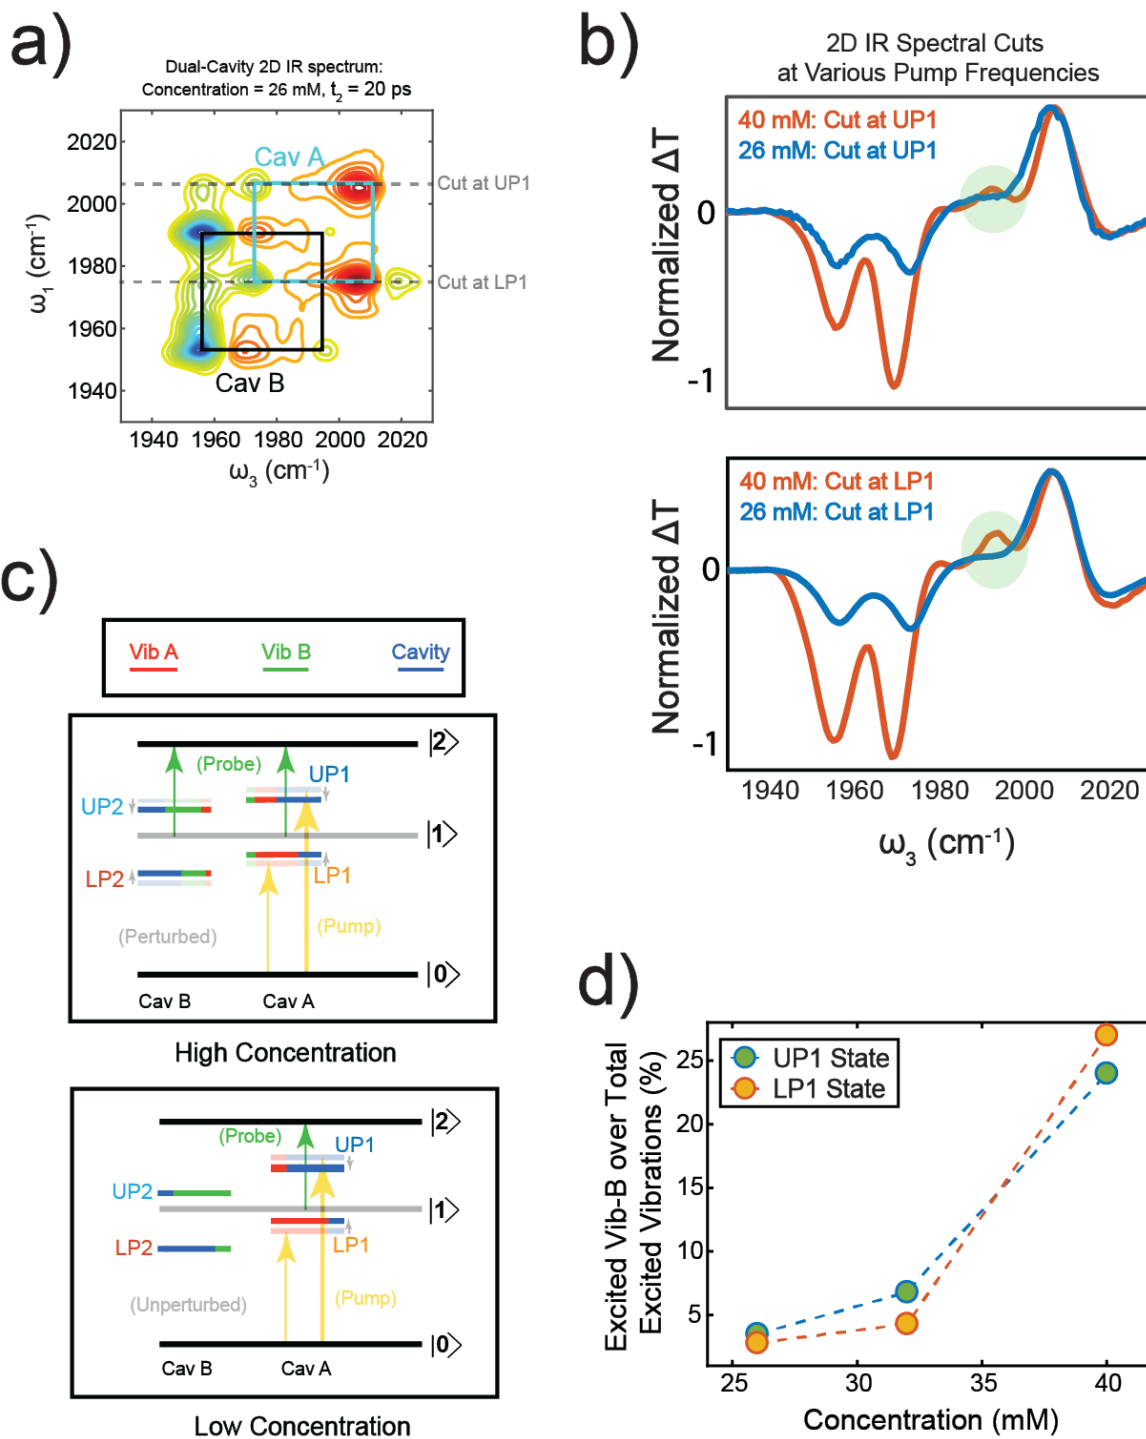 a)
Dual-Cavity 2D IR spectrum:
Concentration = 26 mM, t2 = 20 ps
2020
2000
1980
1960
1940
ω1 (cm-1)
Cav A
Cav B
Cut at UP1
Cut at LP1
1940 1960 1980 2000 2020
ω3 (cm-1)
b)
2D IR Spectral Cuts
at Various Pump Frequencies
40 mM: Cut at UP1
26 mM: Cut at UP1
Normalized ΔT
0
-1
40 mM: Cut at LP1
26 mM: Cut at LP1
Normalized ΔT
0
-1
1940 1960 1980 2000 2020
ω3 (cm-1)
c)
Vib A Vib B Cavity
|2>
(Probe)
UP1
UP2
|1>
LP2
LP1
(Pump)
(Perturbed)
|0>
Cav B Cav A
High Concentration
|2>
(Probe)
UP1
UP2
|1>
LP2
LP1
(Unperturbed)
(Pump)
|0>
Cav B Cav A
Low Concentration
d)
Excited Vib-B over Total
Excited Vibrations (%)
25
20
15
10
5
UP1 State
LP1 State
25 30 35 40
Concentration (mM)